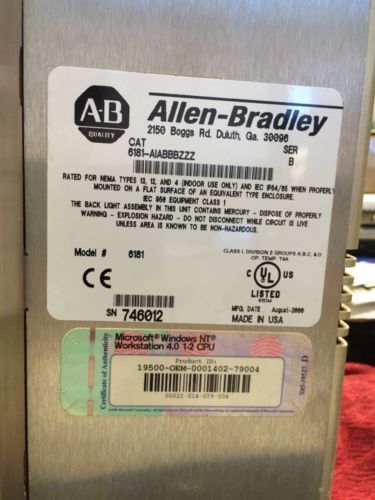 A·B
QUALITY
Allen-Bradley
2150 Boggs Rd. Duluth, Ga. 30096
CAT SER
6181-AIABBBZZZ B
RATED FOR NEMA TYPES 13, 12, AND 4 (INDOOR USE ONLY) AND IEC IP54/65 WHEN PROPERLY
MOUNTED ON A FLAT SURFACE OF AN EQUIVALENT TYPE ENCLOSURE.
IEC 950 EQUIPMENT CLASS 1
THE BACK LIGHT ASSEMBLY IN THIS UNIT CONTAINS MERCURY - DISPOSE OF PROPERLY
WARNING - EXPLOSION HAZARD - DO NOT DISCONNECT WHILE CIRCUIT IS LIVE
UNLESS AREA IS KNOWN TO BE NON-HAZARDOUS.
Model # 6181
CLASS I, DIVISION 2 GROUPS A,B,C, & D
OP. TEMP. T4A
CE
C UL US
LISTED
SN 746012
MFG. DATE August-2000
MADE IN USA
Certificate of Authenticity
Microsoft® Windows NT®
Workstation 4.0 1-2 CPU
Product ID:
19500-OEM-0001402-79004
00021-014-079-004